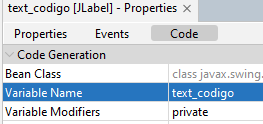 text_codigo [JLabel] - Properties ×
Properties Events Code
Code Generation
Bean Class class javax.swing.
Variable Name text_codigo
Variable Modifiers private